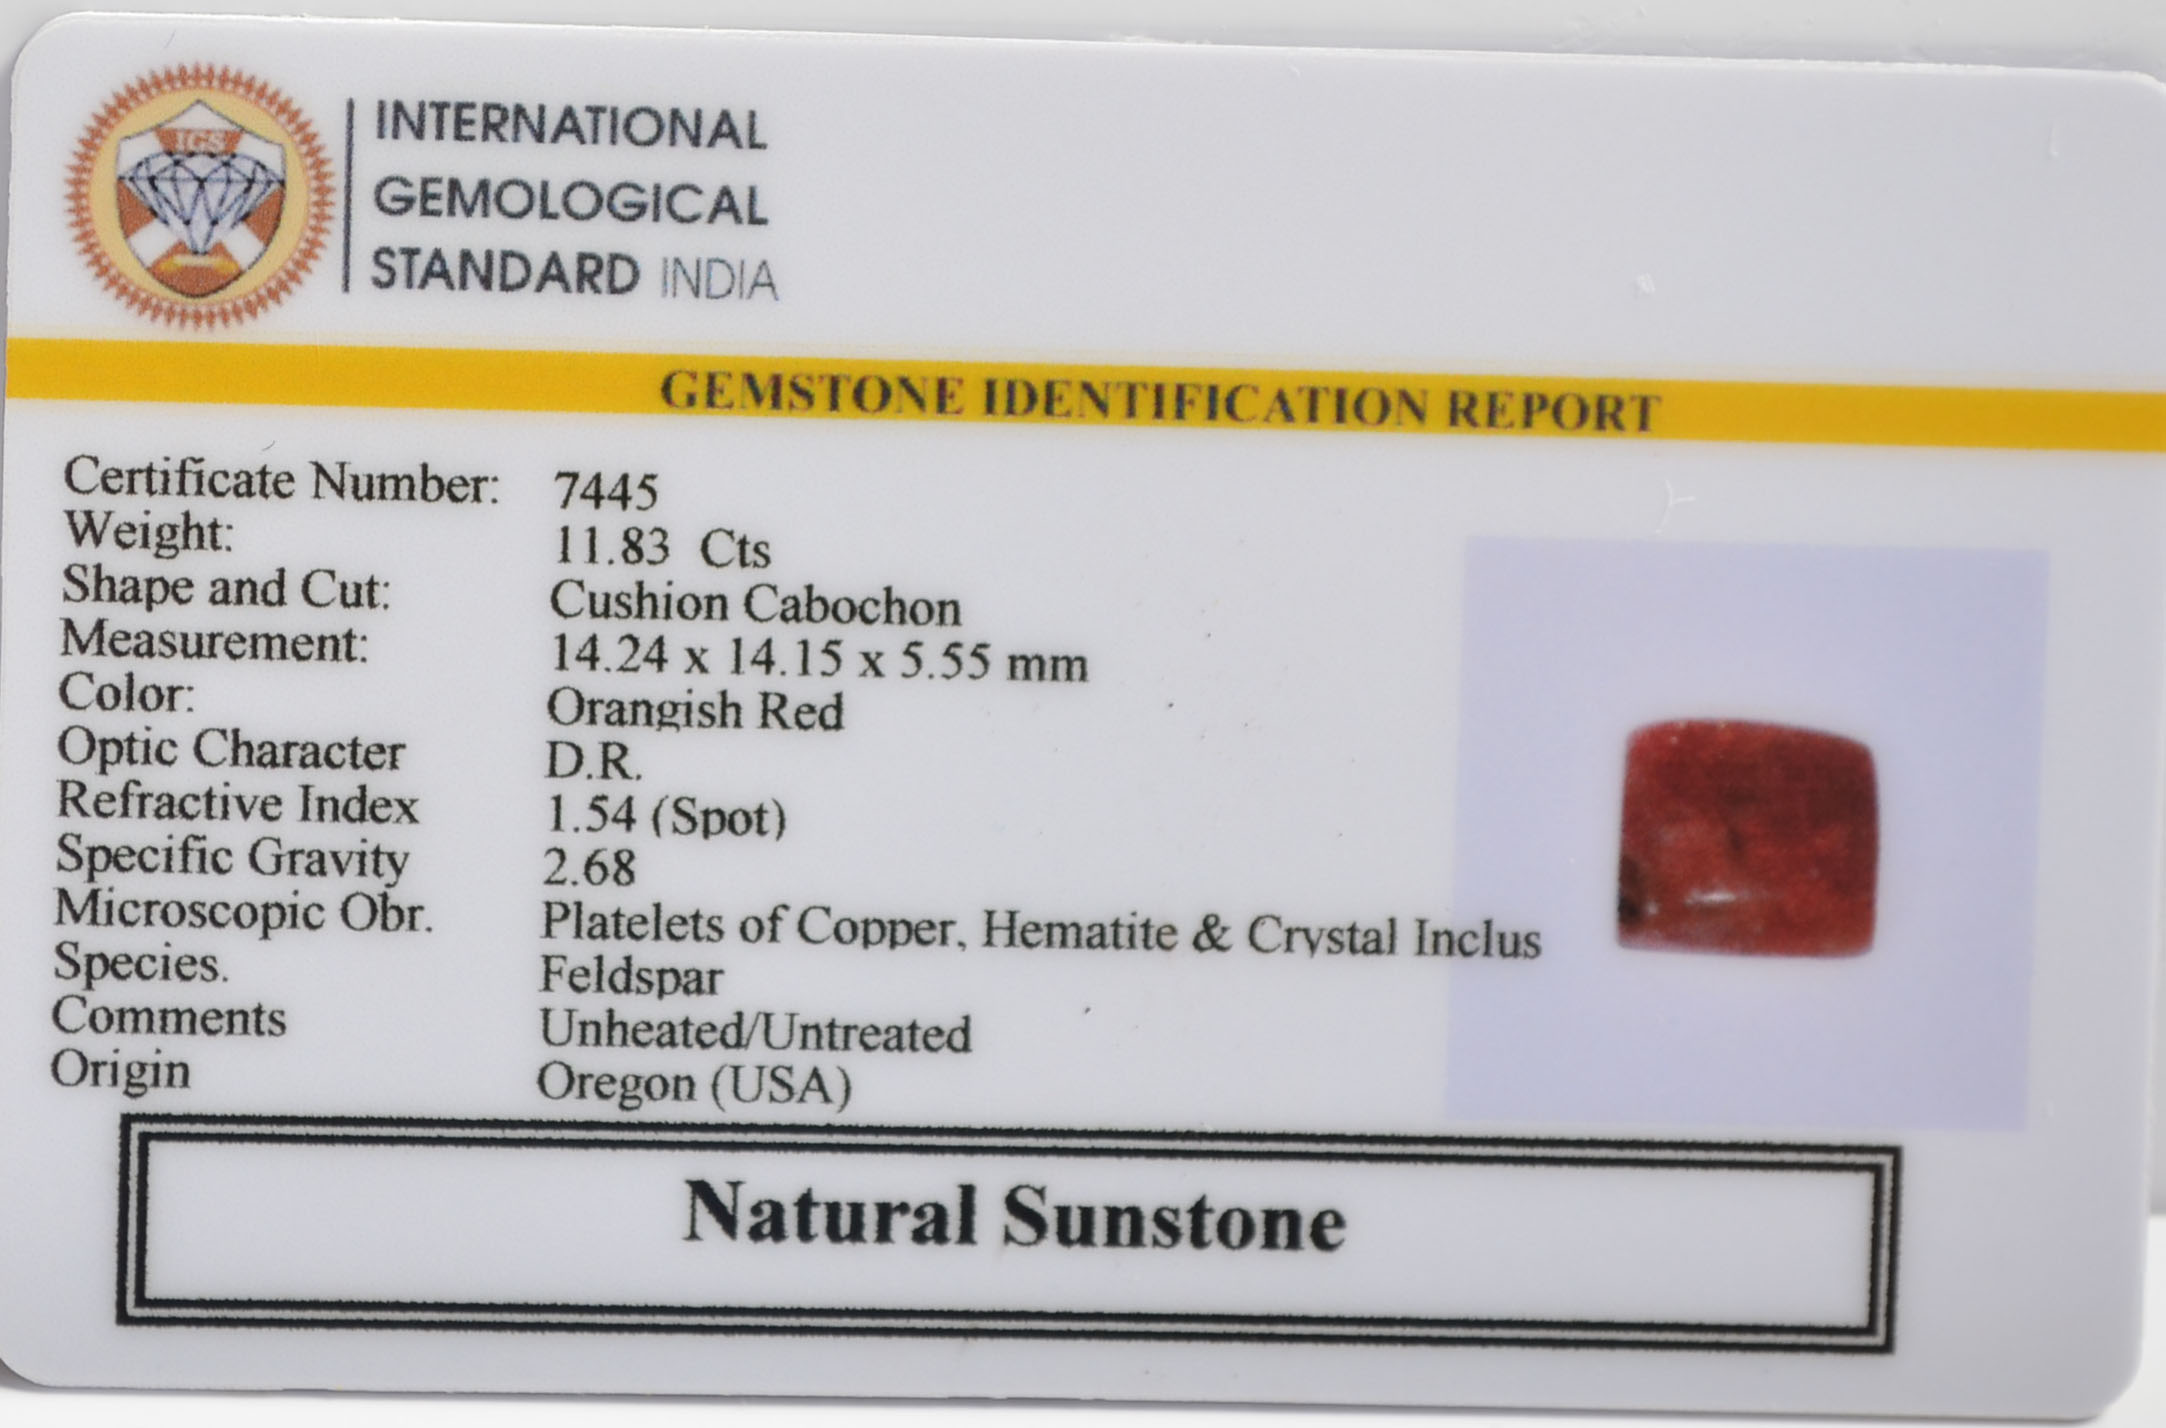 IGS
INTERNATIONAL
GEMOLOGICAL
STANDARD INDIA
GEMSTONE IDENTIFICATION REPORT
Certificate Number: 7445
Weight: 11.83 Cts
Shape and Cut: Cushion Cabochon
Measurement: 14.24 x 14.15 x 5.55 mm
Color: Orangish Red
Optic Character D.R.
Refractive Index 1.54 (Spot)
Specific Gravity 2.68
Microscopic Obr. Platelets of Copper, Hematite & Crystal Inclus
Species. Feldspar
Comments Unheated/Untreated
Origin Oregon (USA)
Natural Sunstone